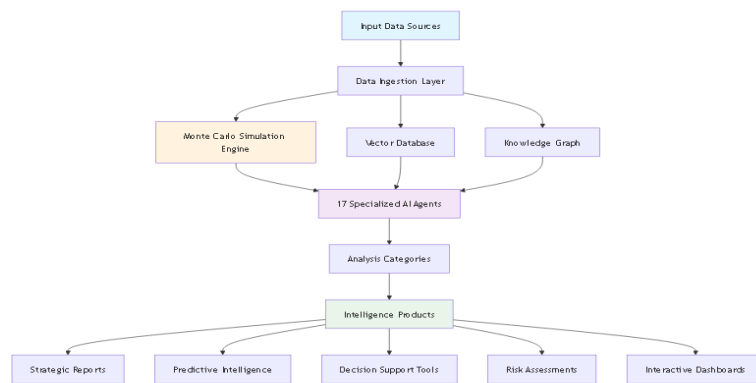 Input Data Sources
Data Ingestion Layer
Monte Carlo Simulation
Engine
Vector Database
Knowledge Graph
17 Specialized AI Agents
Analysis Categories
Intelligence Products
Strategic Reports
Predictive Intelligence
Decision Support Tools
Risk Assessments
Interactive Dashboards